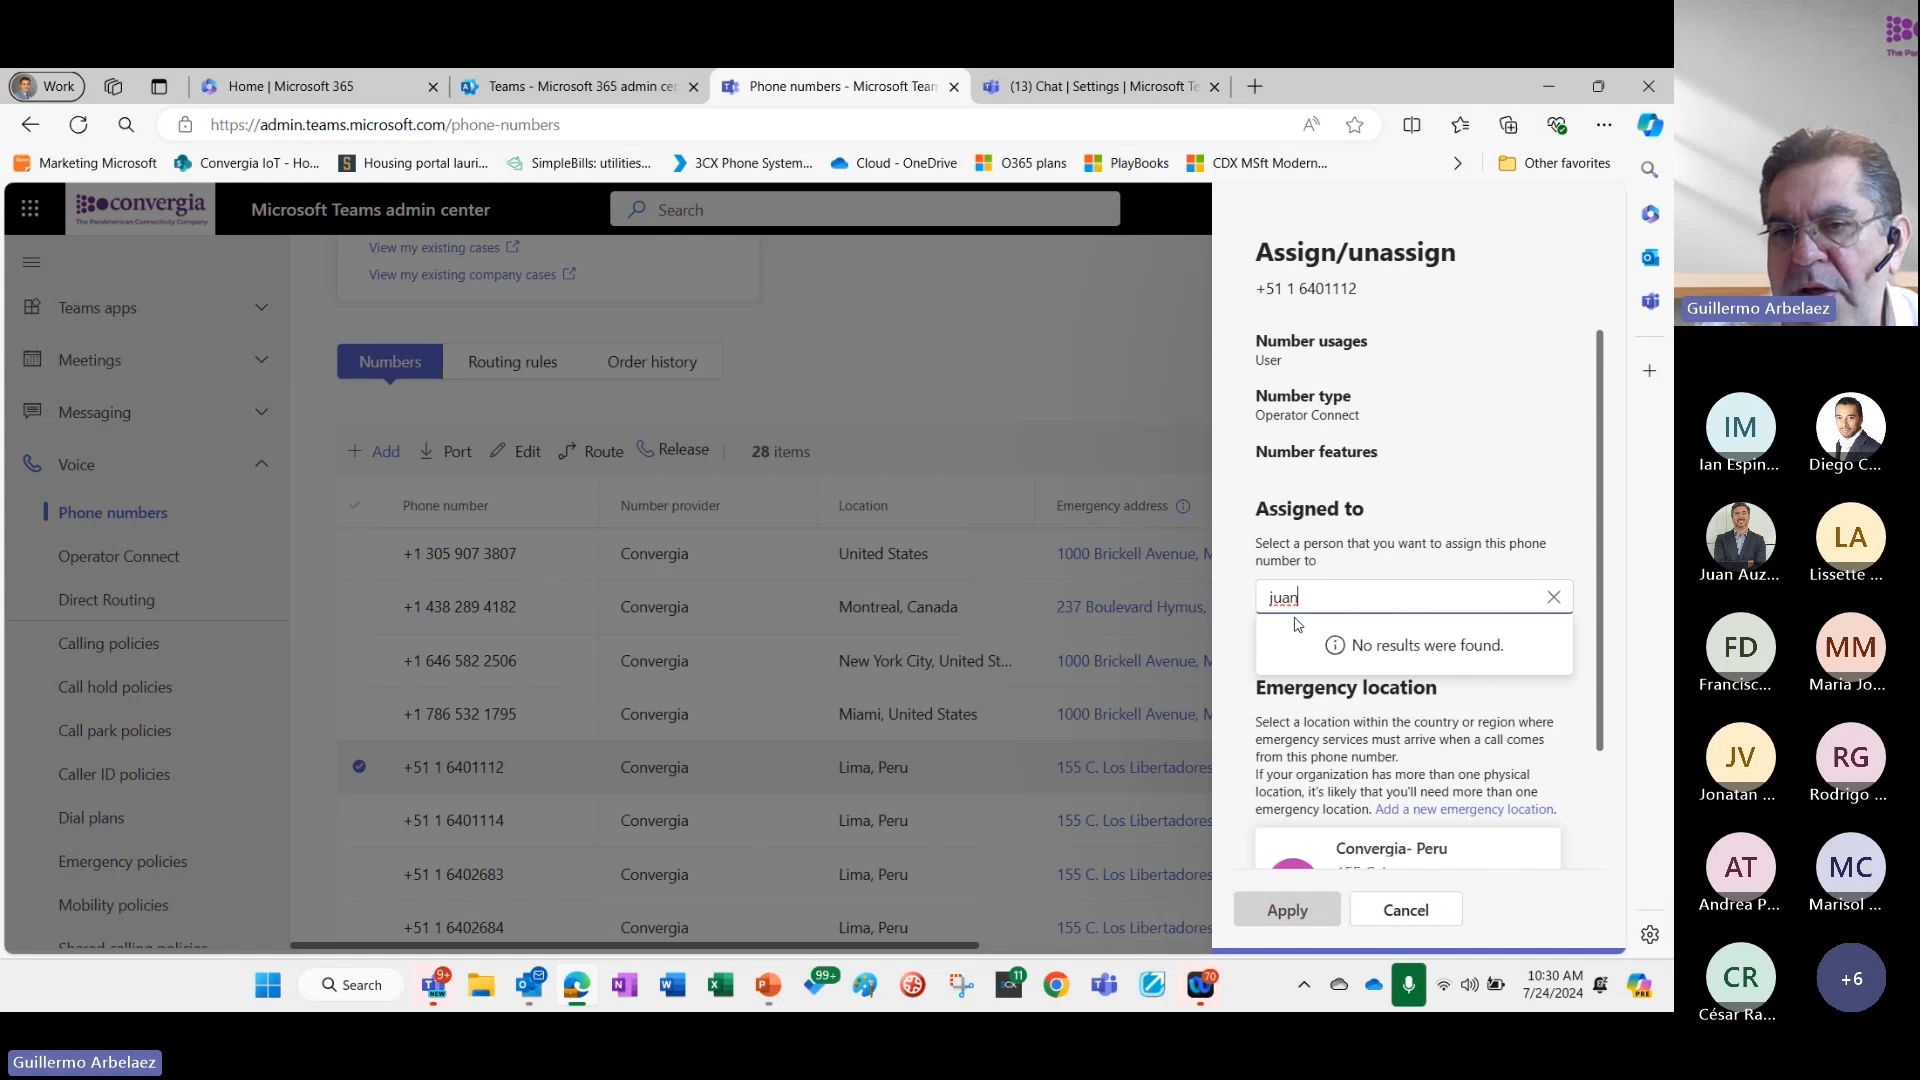 Work
Home | Microsoft 365
Teams - Microsoft 365 admin cer
Phone numbers - Microsoft Team
(13) Chat | Settings | Microsoft Te
https://admin.teams.microsoft.com/phone-numbers
Marketing Microsoft
Convergia IoT - Ho...
Housing portal lauri...
SimpleBills: utilities...
3CX Phone System...
Cloud - OneDrive
O365 plans
PlayBooks
CDX MSft Modern...
Other favorites
convergia
The PanAmerican Connectivity Company
Microsoft Teams admin center
Search
View my existing cases
View my existing company cases
Teams apps
Meetings
Messaging
Voice
Phone numbers
Operator Connect
Direct Routing
Calling policies
Call hold policies
Call park policies
Caller ID policies
Dial plans
Emergency policies
Mobility policies
Shared calling policies
Numbers
Routing rules
Order history
Add
Port
Edit
Route
Release
28 items
Phone number
Number provider
Location
Emergency address
+1 305 907 3807
Convergia
United States
1000 Brickell Avenue, M
+1 438 289 4182
Convergia
Montreal, Canada
237 Boulevard Hymus,
+1 646 582 2506
Convergia
New York City, United St...
1000 Brickell Avenue, M
+1 786 532 1795
Convergia
Miami, United States
1000 Brickell Avenue, M
+51 1 6401112
Convergia
Lima, Peru
155 C. Los Libertadores
+51 1 6401114
Convergia
Lima, Peru
155 C. Los Libertadores
+51 1 6402683
Convergia
Lima, Peru
155 C. Los Libertadores
+51 1 6402684
Convergia
Lima, Peru
155 C. Los Libertadores
Assign/unassign
+51 1 6401112
Number usages
User
Number type
Operator Connect
Number features
Assigned to
Select a person that you want to assign this phone
number to
juan
No results were found.
Emergency location
Select a location within the country or region where
emergency services must arrive when a call comes
from this phone number.
If your organization has more than one physical
location, it's likely that you'll need more than one
emergency location. Add a new emergency location.
Convergia- Peru
Apply
Cancel
Search
9+
NEW
99+
11
70
10:30 AM
7/24/2024
PRE
Guillermo Arbelaez
The Pan
Guillermo Arbelaez
IM
Ian Espin...
Diego C...
Juan Auz...
LA
Lissette ...
FD
Francisc...
MM
Maria Jo...
JV
Jonatan ...
RG
Rodrigo ...
AT
Andrea P...
MC
Marisol ...
CR
César Ra...
+6